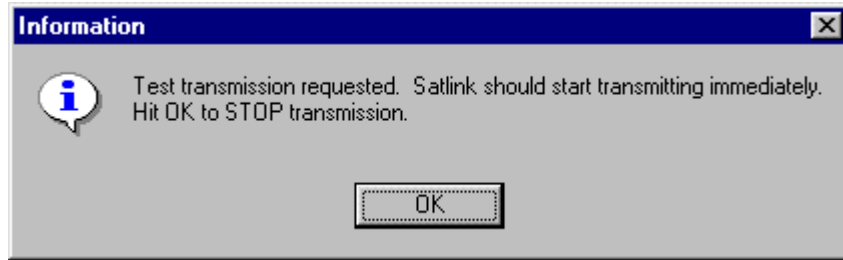 Information
Test transmission requested.  Satlink should start transmitting immediately.
Hit OK to STOP transmission.
OK